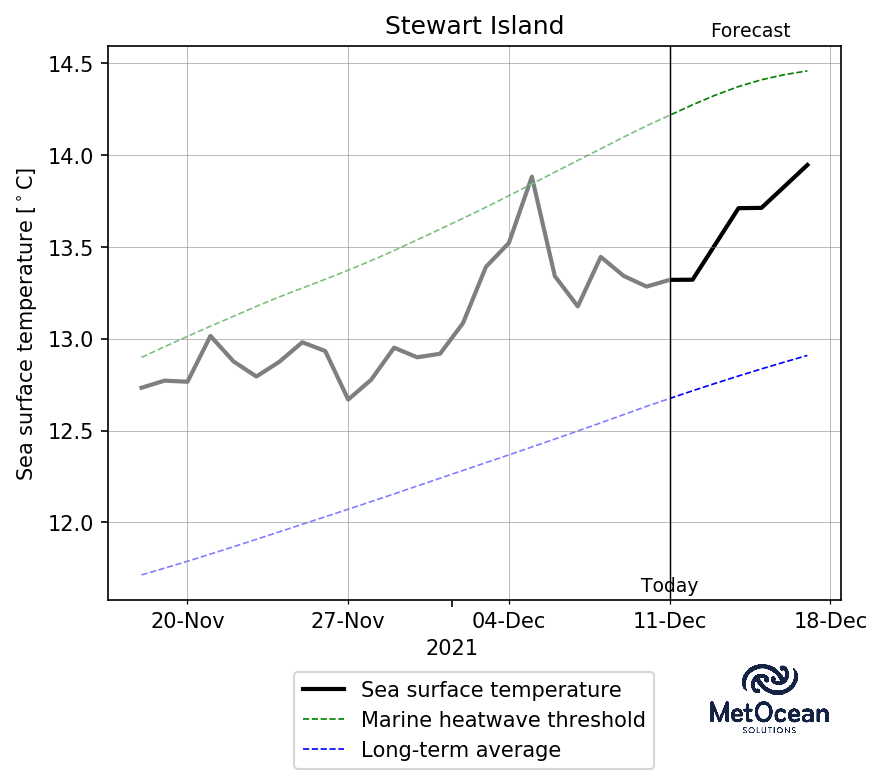 Stewart Island
Forecast
14.5
14.0
13.5
13.0
12.5
12.0
Sea surface temperature [°C]
Today
20-Nov 27-Nov 04-Dec 11-Dec 18-Dec
2021
Sea surface temperature
Marine heatwave threshold
Long-term average
MetOcean
SOLUTIONS